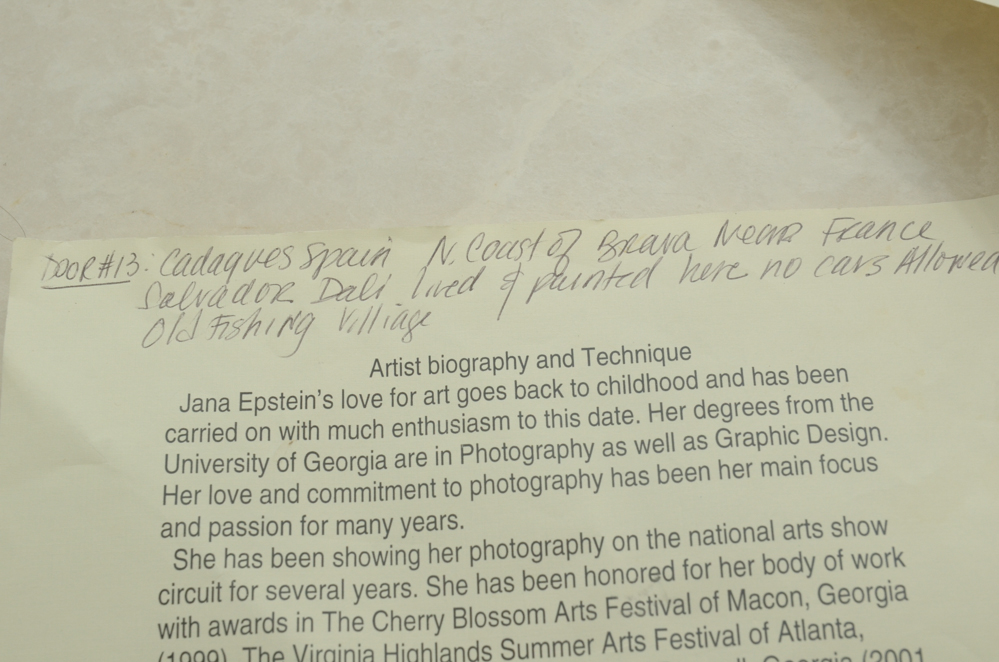 DOOR #13: Cadaques Spain N. Coast of Brava Near France
Salvador Dali lived & painted here no cars Allowed
Old Fishing Village
Artist biography and Technique
Jana Epstein's love for art goes back to childhood and has been
carried on with much enthusiasm to this date. Her degrees from the
University of Georgia are in Photography as well as Graphic Design.
Her love and commitment to photography has been her main focus
and passion for many years.
She has been showing her photography on the national arts show
circuit for several years. She has been honored for her body of work
with awards in The Cherry Blossom Arts Festival of Macon, Georgia
(1999), The Virginia Highlands Summer Arts Festival of Atlanta,
Georgia (2001